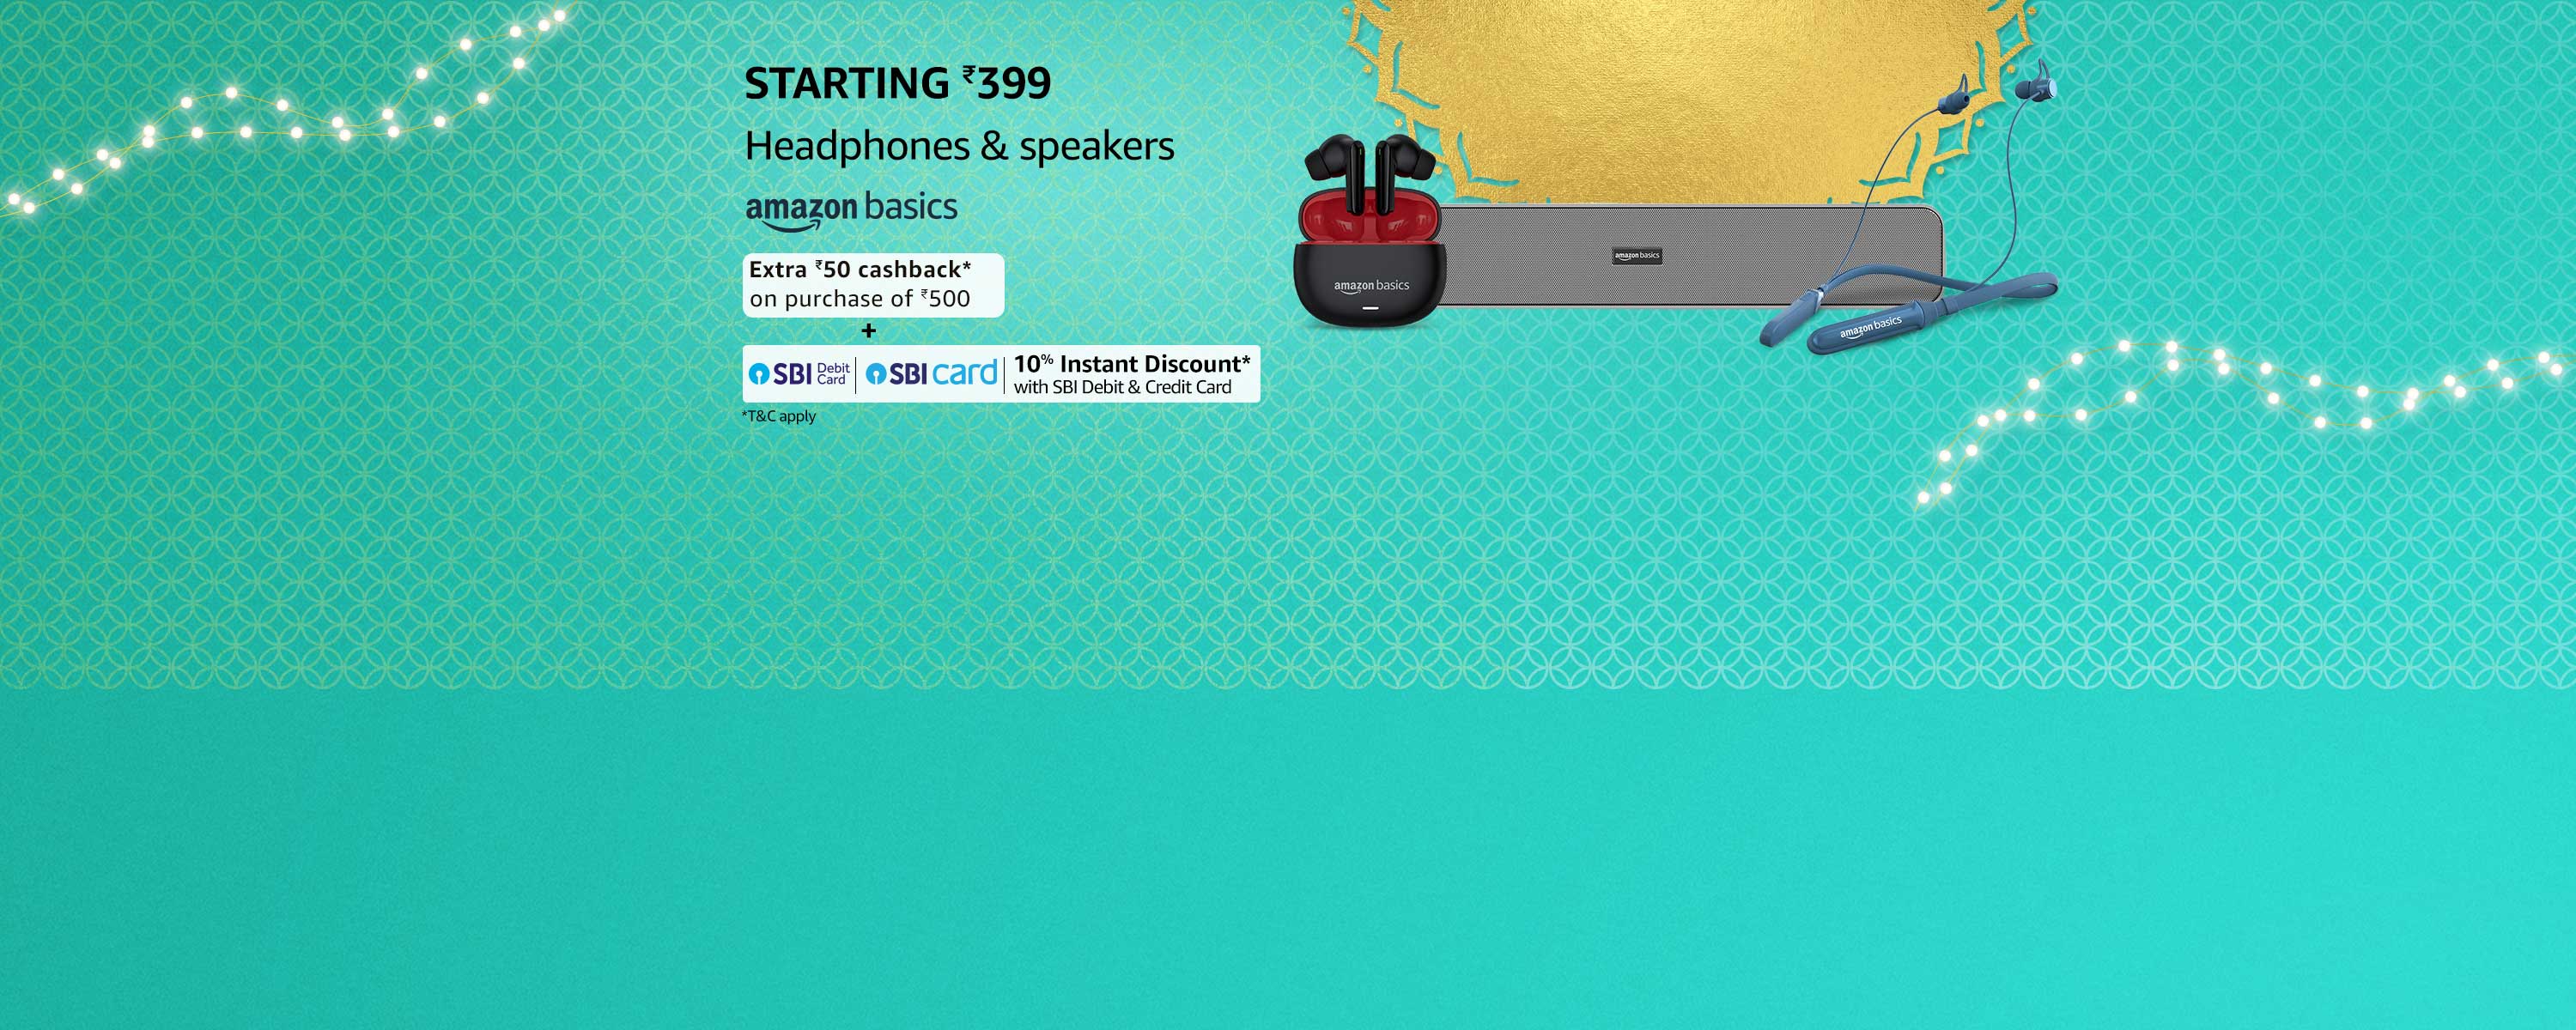 STARTING ₹399
Headphones & speakers
amazon basics
Extra ₹50 cashback*
on purchase of ₹500
+
SBI Debit Card | SBI card | 10% Instant Discount*
with SBI Debit & Credit Card
*T&C apply
amazon basics
amazon basics
amazon basics